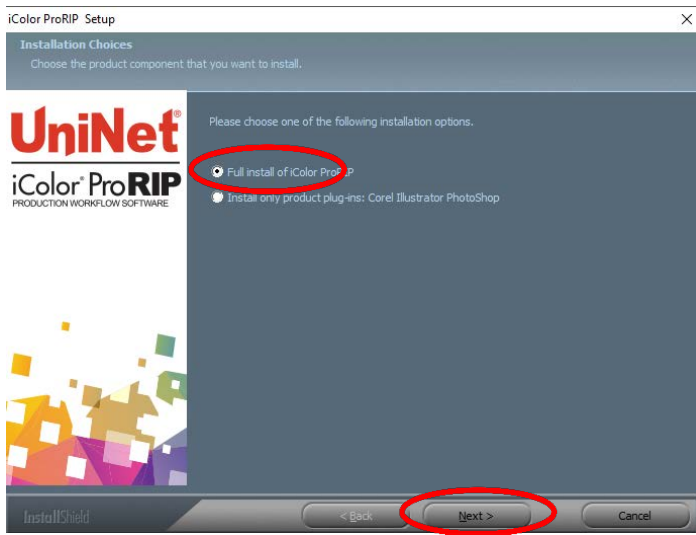 iColor ProRIP Setup
Installation Choices
Choose the product component that you want to install.
UniNet®
iColor® ProRIP
PRODUCTION WORKFLOW SOFTWARE
Please choose one of the following installation options.
Full install of iColor ProRIP
Install only product plug-ins: Corel Illustrator PhotoShop
InstallShield
< Back
Next >
Cancel